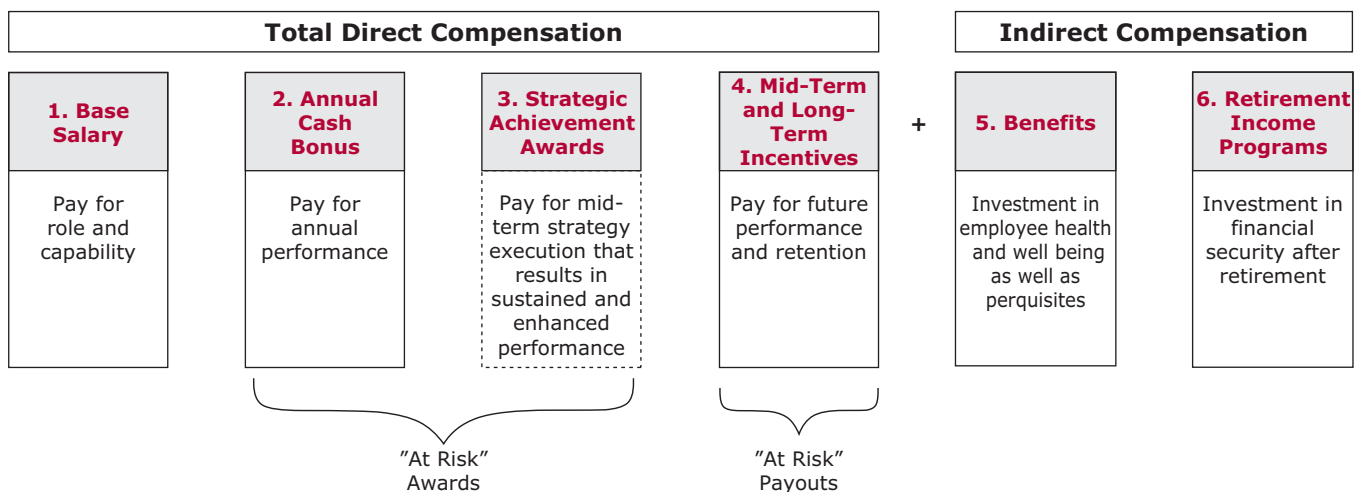 Total Direct Compensation
Indirect Compensation
1. Base
Salary
Pay for
role and
capability
2. Annual
Cash
Bonus
Pay for
annual
performance
3. Strategic
Achievement
Awards
Pay for mid-
term strategy
execution that
results in
sustained and
enhanced
performance
4. Mid-Term
and Long-
Term
Incentives
Pay for future
performance
and retention
+
5. Benefits
Investment in
employee health
and well being
as well as
perquisites
6. Retirement
Income
Programs
Investment in
financial
security after
retirement
”At Risk”
Awards
”At Risk”
Payouts